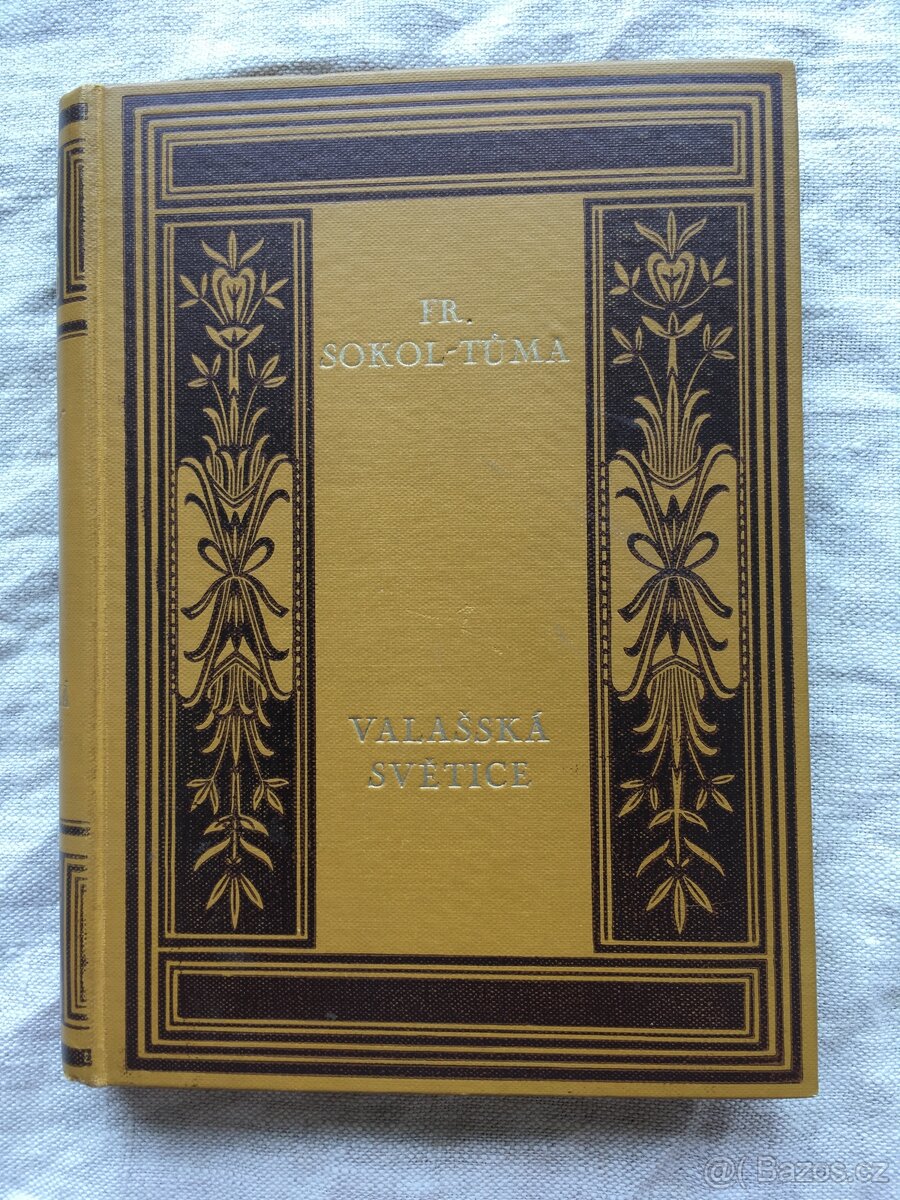 FR.
SOKOL-TŮMA
VALAŠSKÁ
SVĚTICE
@( Bazos.cz